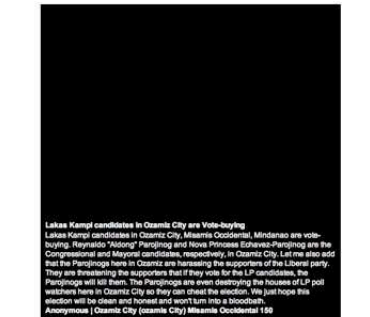 Lakas Kampi candidates in Ozamiz City are Vote-buying
Lakas Kampi candidates in Ozamiz City, Misamis Occidental, Mindanao are vote-
buying. Reynaldo "Aldong" Parojinog and Nova Princess Echavez-Parojinog are the
Congressional and Mayoral candidates, respectively, in Ozamiz City. Let me also add
that the Parojinogs here in Ozamiz are harassing the supporters of the Liberal party.
They are threatening the supporters that if they vote for the LP candidates, the
Parojinogs will kill them. The Parojinogs are even destroying the houses of LP poll
watchers here in Ozamiz City so they can cheat the election. We just hope this
election will be clean and honest and won't turn into a bloodbath.
Anonymous | Ozamiz City (ozamis City) Misamis Occidental 150